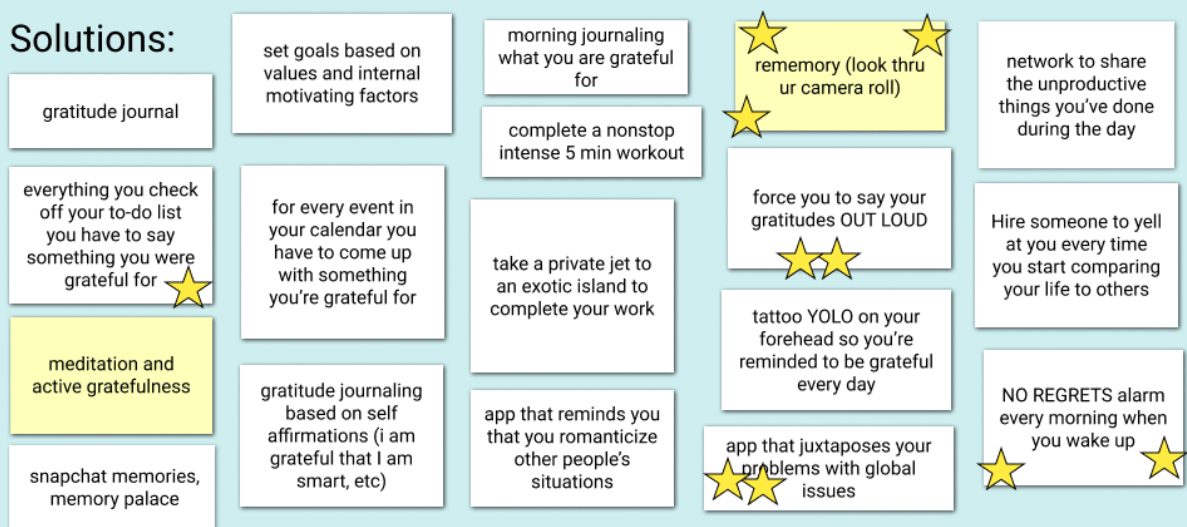 Solutions:
gratitude journal
everything you check
off your to-do list
you have to say
something you were
grateful for
meditation and
active gratefulness
snapchat memories,
memory palace
set goals based on
values and internal
motivating factors
for every event in
your calendar you
have to come up
with something
you're grateful for
gratitude journaling
based on self
affirmations (i am
grateful that I am
smart, etc)
morning journaling
what you are grateful
for
complete a nonstop
intense 5 min workout
take a private jet to
an exotic island to
complete your work
app that reminds you
that you romanticize
other people's
situations
rememory (look thru
ur camera roll)
force you to say your
gratitudes OUT LOUD
tattoo YOLO on your
forehead so you're
reminded to be grateful
every day
app that juxtaposes your
problems with global
issues
network to share
the unproductive
things you've done
during the day
Hire someone to yell
at you every time
you start comparing
your life to others
NO REGRETS alarm
every morning when
you wake up